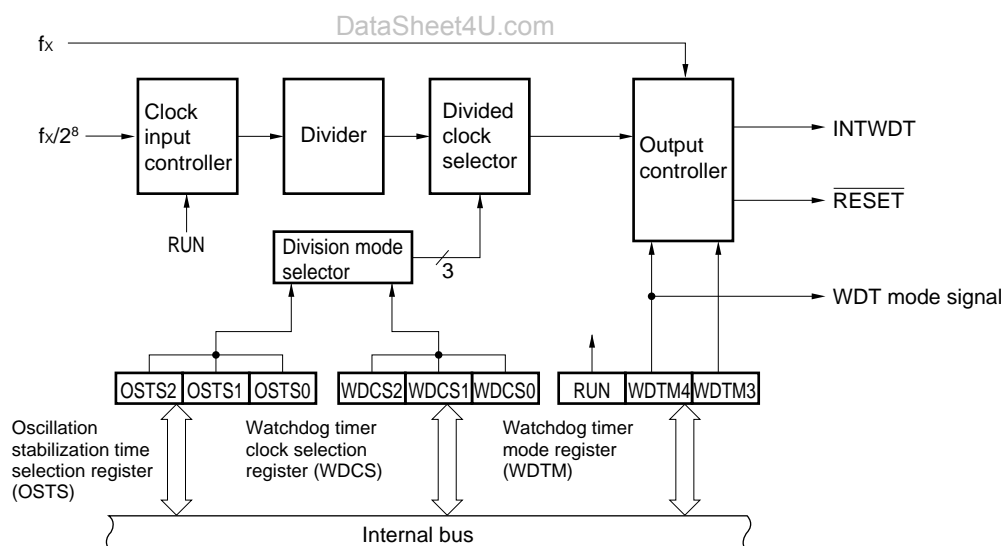 DataSheet4U.com
fX
fX/2⁸
Clock
input
controller
Divider
Divided
clock
selector
Output
controller
INTWDT
RESET
RUN
Division mode
selector
3
WDT mode signal
OSTS2 OSTS1 OSTS0
WDCS2 WDCS1 WDCS0
RUN WDTM4 WDTM3
Oscillation
stabilization time
selection register
(OSTS)
Watchdog timer
clock selection
register (WDCS)
Watchdog timer
mode register
(WDTM)
Internal bus